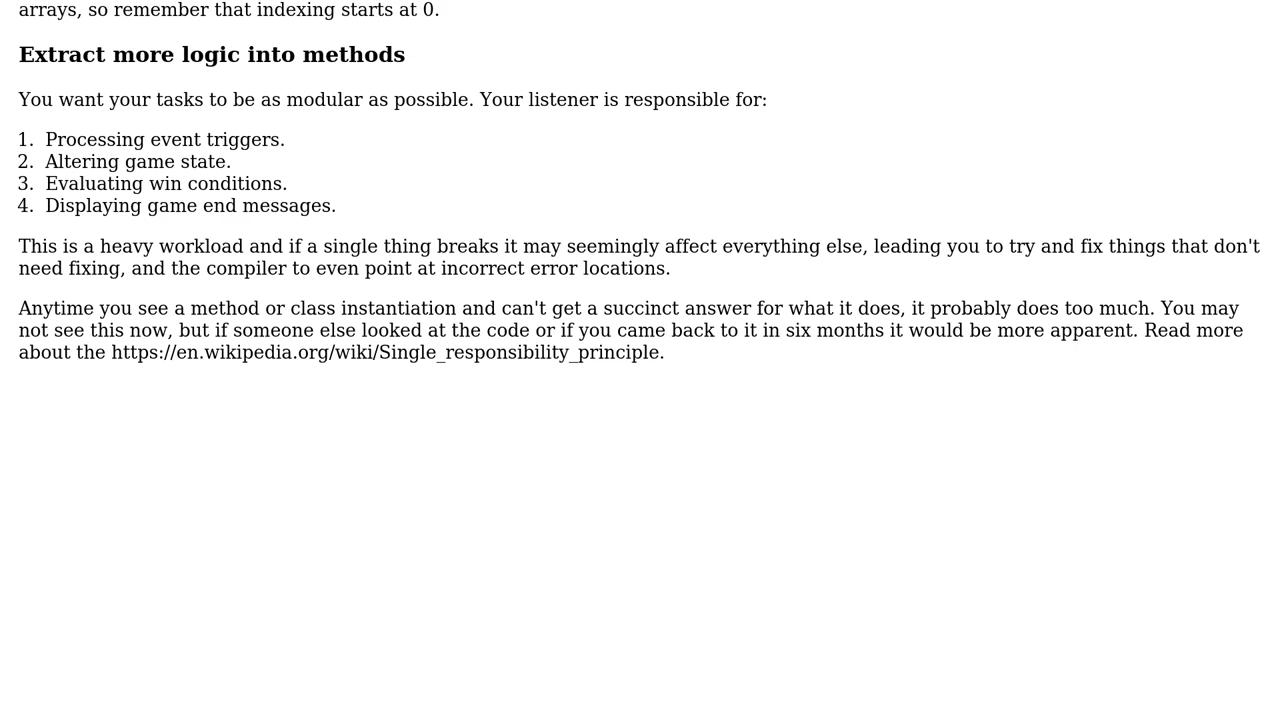 arrays, so remember that indexing starts at 0.
Extract more logic into methods
You want your tasks to be as modular as possible. Your listener is responsible for:
1. Processing event triggers.
2. Altering game state.
3. Evaluating win conditions.
4. Displaying game end messages.
This is a heavy workload and if a single thing breaks it may seemingly affect everything else, leading you to try and fix things that don't
need fixing, and the compiler to even point at incorrect error locations.
Anytime you see a method or class instantiation and can't get a succinct answer for what it does, it probably does too much. You may
not see this now, but if someone else looked at the code or if you came back to it in six months it would be more apparent. Read more
about the https://en.wikipedia.org/wiki/Single_responsibility_principle.